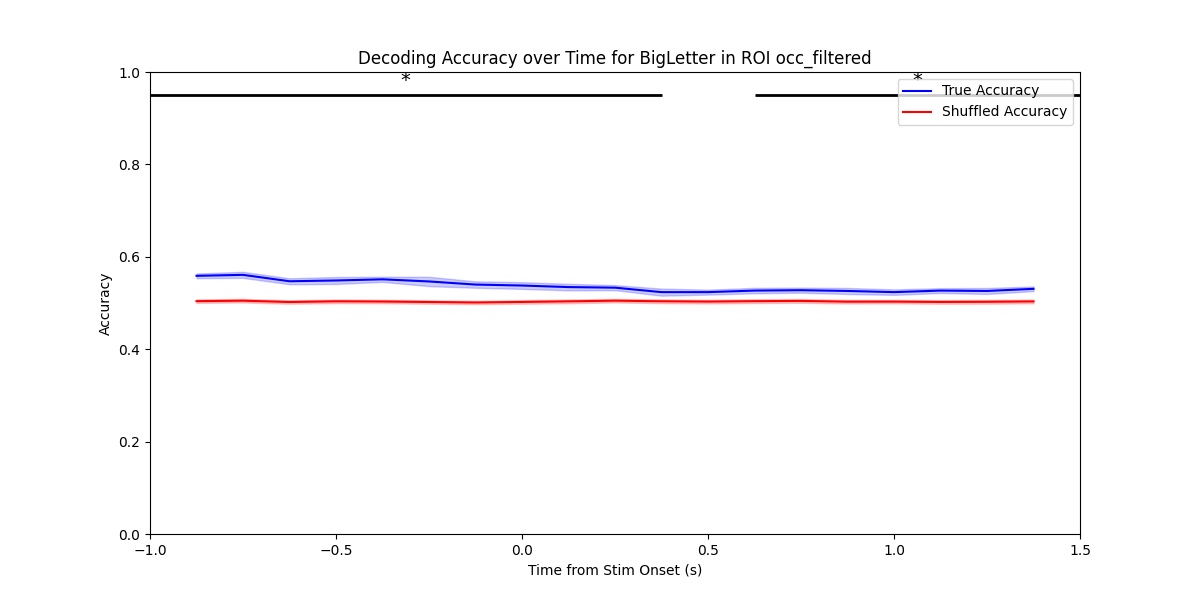 Decoding Accuracy over Time for BigLetter in ROI occ_filtered
* *
True Accuracy
Shuffled Accuracy
Accuracy
1.0
0.8
0.6
0.4
0.2
0.0
−1.0 −0.5 0.0 0.5 1.0 1.5
Time from Stim Onset (s)